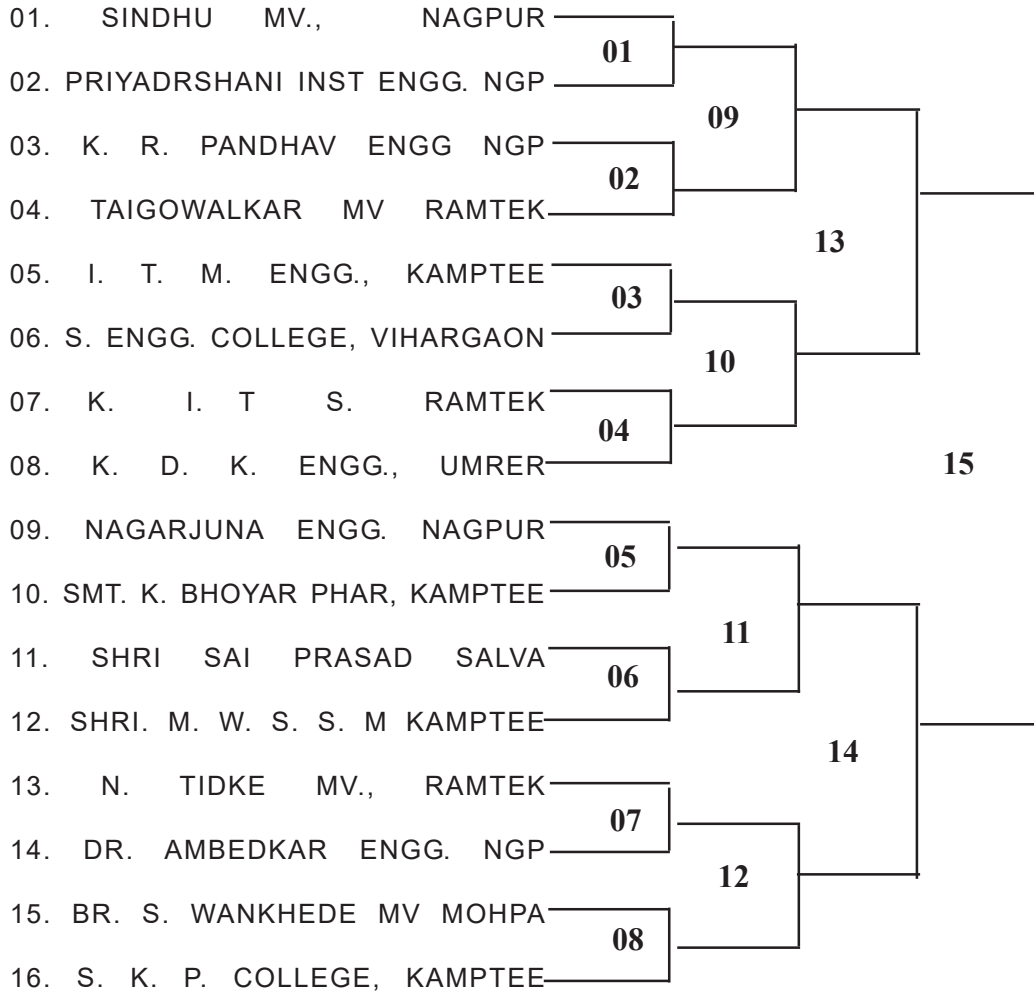 01. SINDHU MV., NAGPUR
01
02. PRIYADRSHANI INST ENGG. NGP
09
03. K. R. PANDHAV ENGG NGP
02
04. TAIGOWALKAR MV RAMTEK
13
05. I. T. M. ENGG., KAMPTEE
03
06. S. ENGG. COLLEGE, VIHARGAON
10
07. K. I. T S. RAMTEK
04
08. K. D. K. ENGG., UMRER
15
09. NAGARJUNA ENGG. NAGPUR
05
10. SMT. K. BHOYAR PHAR, KAMPTEE
11
11. SHRI SAI PRASAD SALVA
06
12. SHRI. M. W. S. S. M KAMPTEE
14
13. N. TIDKE MV., RAMTEK
07
14. DR. AMBEDKAR ENGG. NGP
12
15. BR. S. WANKHEDE MV MOHPA
08
16. S. K. P. COLLEGE, KAMPTEE